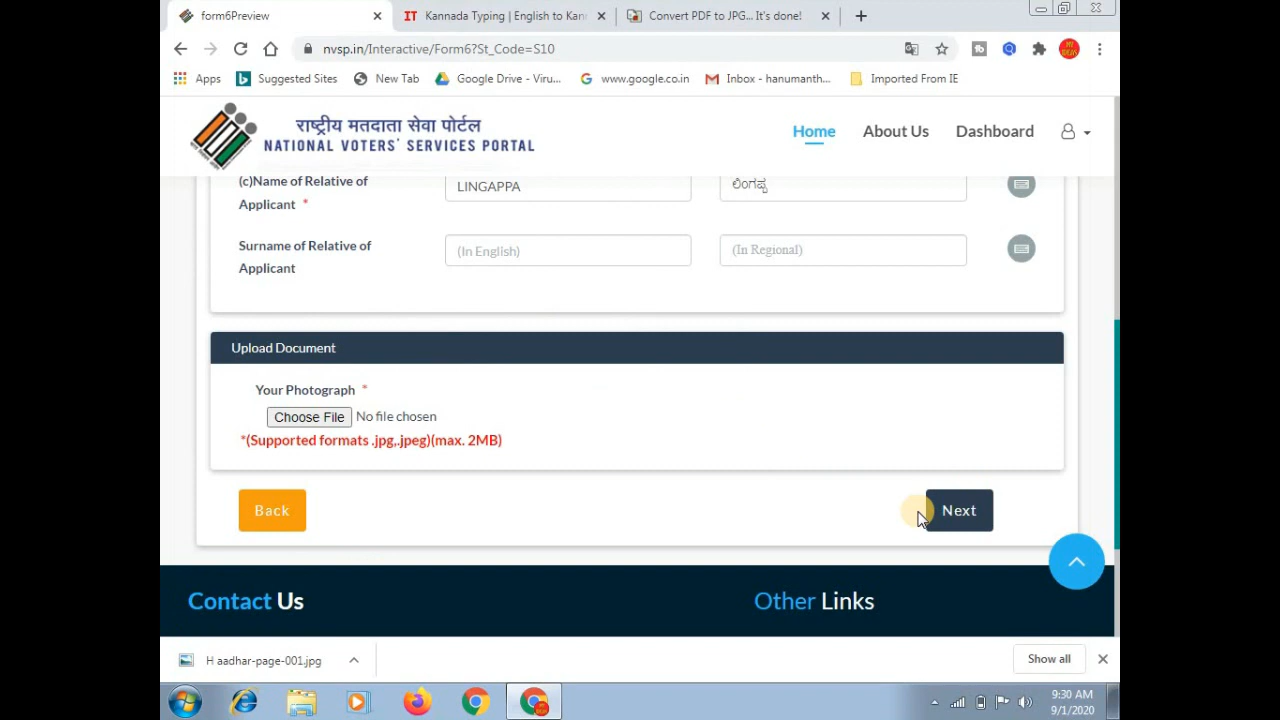 form6Preview
Kannada Typing | English to Kann
Convert PDF to JPG... It's done!
nvsp.in/Interactive/Form6?St_Code=S10
Apps
Suggested Sites
New Tab
Google Drive - Viru...
www.google.co.in
Inbox - hanumanth...
Imported From IE
राष्ट्रीय मतदाता सेवा पोर्टल
NATIONAL VOTERS' SERVICES PORTAL
Home
About Us
Dashboard
(c)Name of Relative of
Applicant *
LINGAPPA
ಲಿಂಗಪ್ಪ
Surname of Relative of
Applicant
(In English)
(In Regional)
Upload Document
Your Photograph *
Choose File No file chosen
*(Supported formats .jpg,.jpeg)(max. 2MB)
Back
Next
Contact Us
Other Links
H aadhar-page-001.jpg
Show all
9:30 AM
9/1/2020